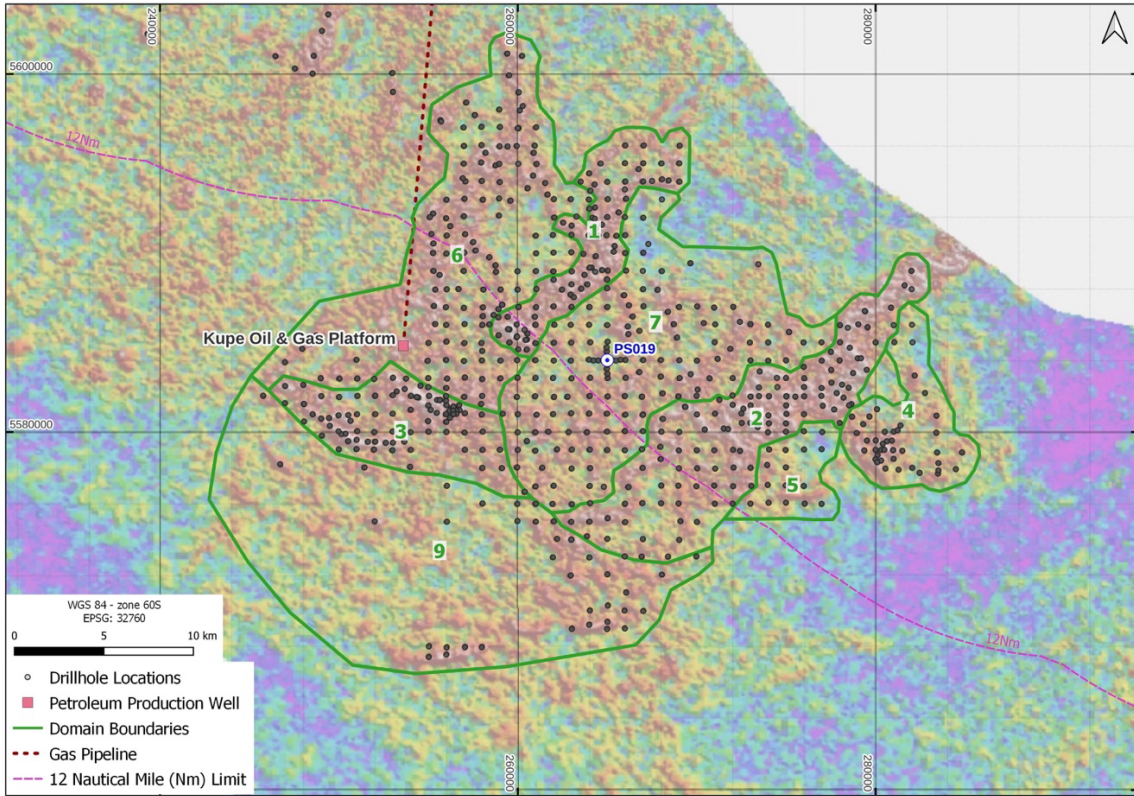 240000
260000
280000
5600000
12Nm
1
6
7
Kupe Oil & Gas Platform
PS019
5580000
3
2
4
5
9
WGS 84 - zone 60S
EPSG: 32760
0 5 10 km
Drillhole Locations
Petroleum Production Well
Domain Boundaries
Gas Pipeline
12 Nautical Mile (Nm) Limit
12Nm
260000
280000